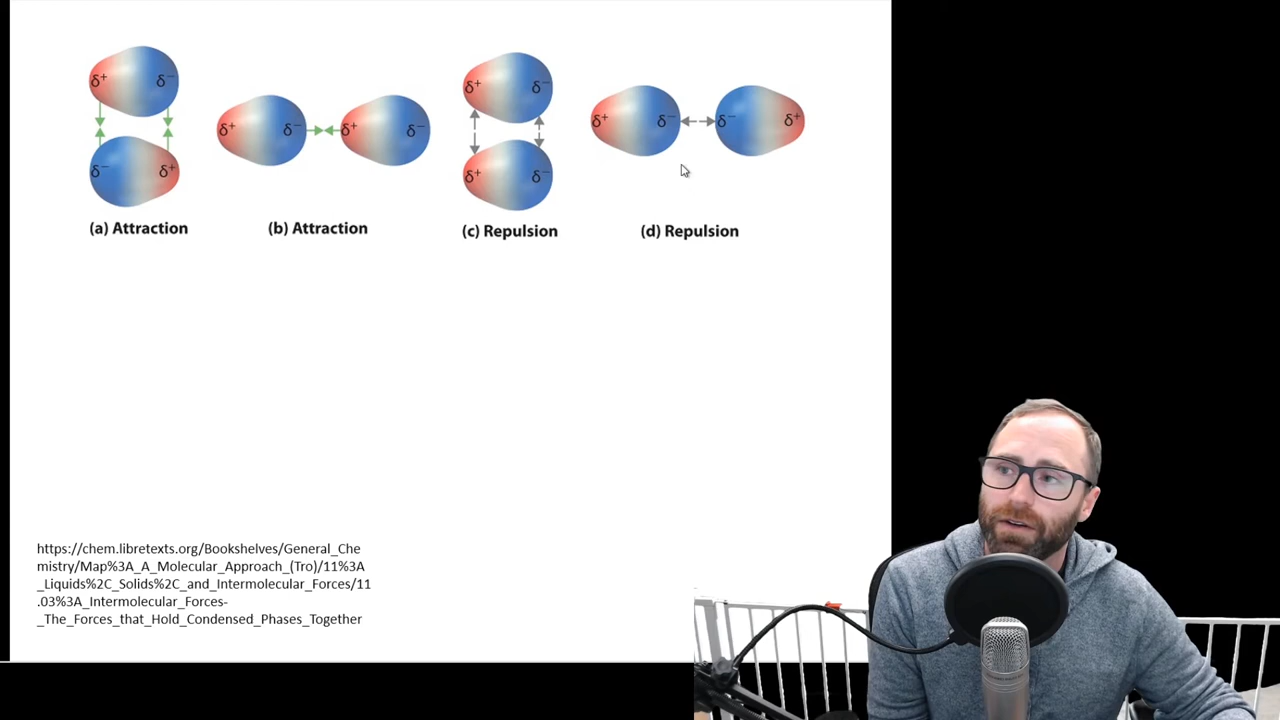 δ⁺ δ⁻
δ⁻ δ⁺
(a) Attraction
δ⁺ δ⁻ δ⁺ δ⁻
(b) Attraction
δ⁺ δ⁻
δ⁺ δ⁻
(c) Repulsion
δ⁺ δ⁻ δ⁻ δ⁺
(d) Repulsion
https://chem.libretexts.org/Bookshelves/General_Che
mistry/Map%3A_A_Molecular_Approach_(Tro)/11%3A
_Liquids%2C_Solids%2C_and_Intermolecular_Forces/11
.03%3A_Intermolecular_Forces-
_The_Forces_that_Hold_Condensed_Phases_Together